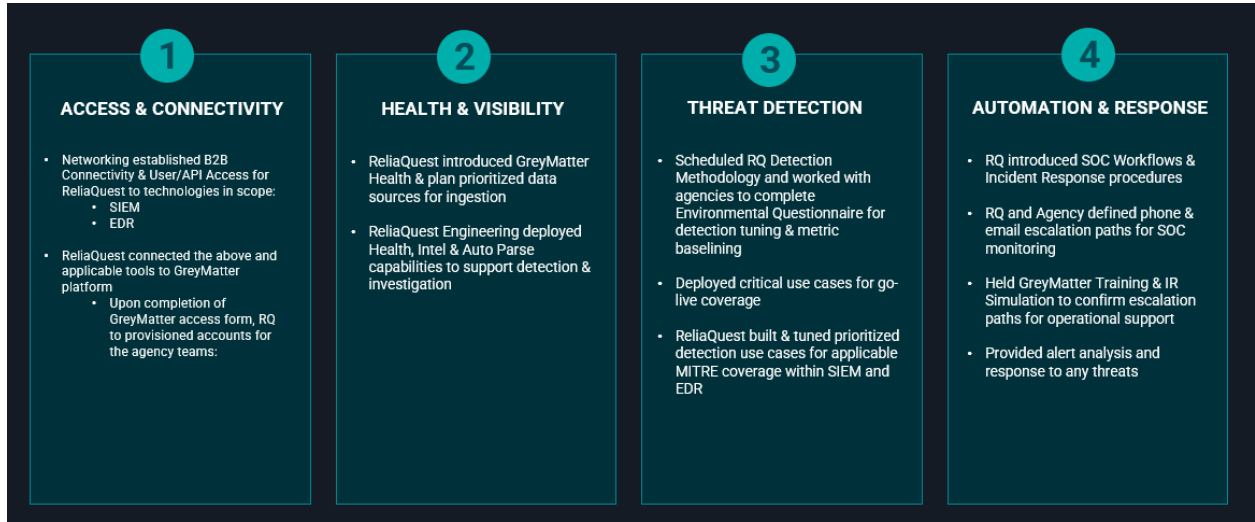 1
ACCESS & CONNECTIVITY
• Networking established B2B
Connectivity & User/API Access for
ReliaQuest to technologies in scope:
• SIEM
• EDR
• ReliaQuest connected the above and
applicable tools to GreyMatter
platform
• Upon completion of
GreyMatter access form, RQ
to provisioned accounts for
the agency teams:
2
HEALTH & VISIBILITY
• ReliaQuest introduced GreyMatter
Health & plan prioritized data
sources for ingestion
• ReliaQuest Engineering deployed
Health, Intel & Auto Parse
capabilities to support detection &
investigation
3
THREAT DETECTION
• Scheduled RQ Detection
Methodology and worked with
agencies to complete
Environmental Questionnaire for
detection tuning & metric
baselining
• Deployed critical use cases for go-
live coverage
• ReliaQuest built & tuned prioritized
detection use cases for applicable
MITRE coverage within SIEM and
EDR
4
AUTOMATION & RESPONSE
• RQ introduced SOC Workflows &
Incident Response procedures
• RQ and Agency defined phone &
email escalation paths for SOC
monitoring
• Held GreyMatter Training & IR
Simulation to confirm escalation
paths for operational support
• Provided alert analysis and
response to any threats